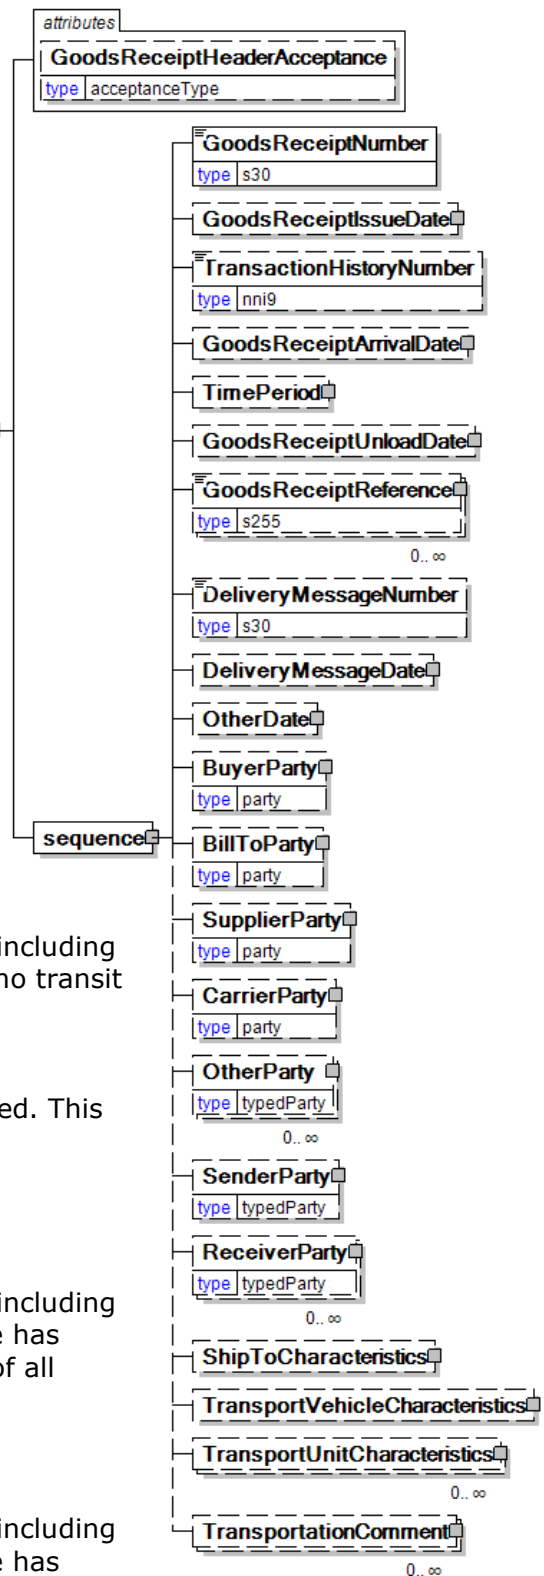 attributes
GoodsReceiptHeaderAcceptance
type acceptanceType
GoodsReceiptNumber
type s30
GoodsReceiptIssueDate
TransactionHistoryNumber
type nni9
GoodsReceiptArrivalDate
TimePeriod
GoodsReceiptUnloadDate
GoodsReceiptReference
type s255
0.. ∞
DeliveryMessageNumber
type s30
DeliveryMessageDate
OtherDate
BuyerParty
type party
sequence
BillToParty
type party
SupplierParty
type party
including
no transit
CarrierParty
type party
OtherParty
type typedParty
0.. ∞
ed. This
SenderParty
type typedParty
ReceiverParty
type typedParty
0.. ∞
including
e has
of all
ShipToCharacteristics
TransportVehicleCharacteristics
TransportUnitCharacteristics
0.. ∞
including
e has
TransportationComment
0.. ∞